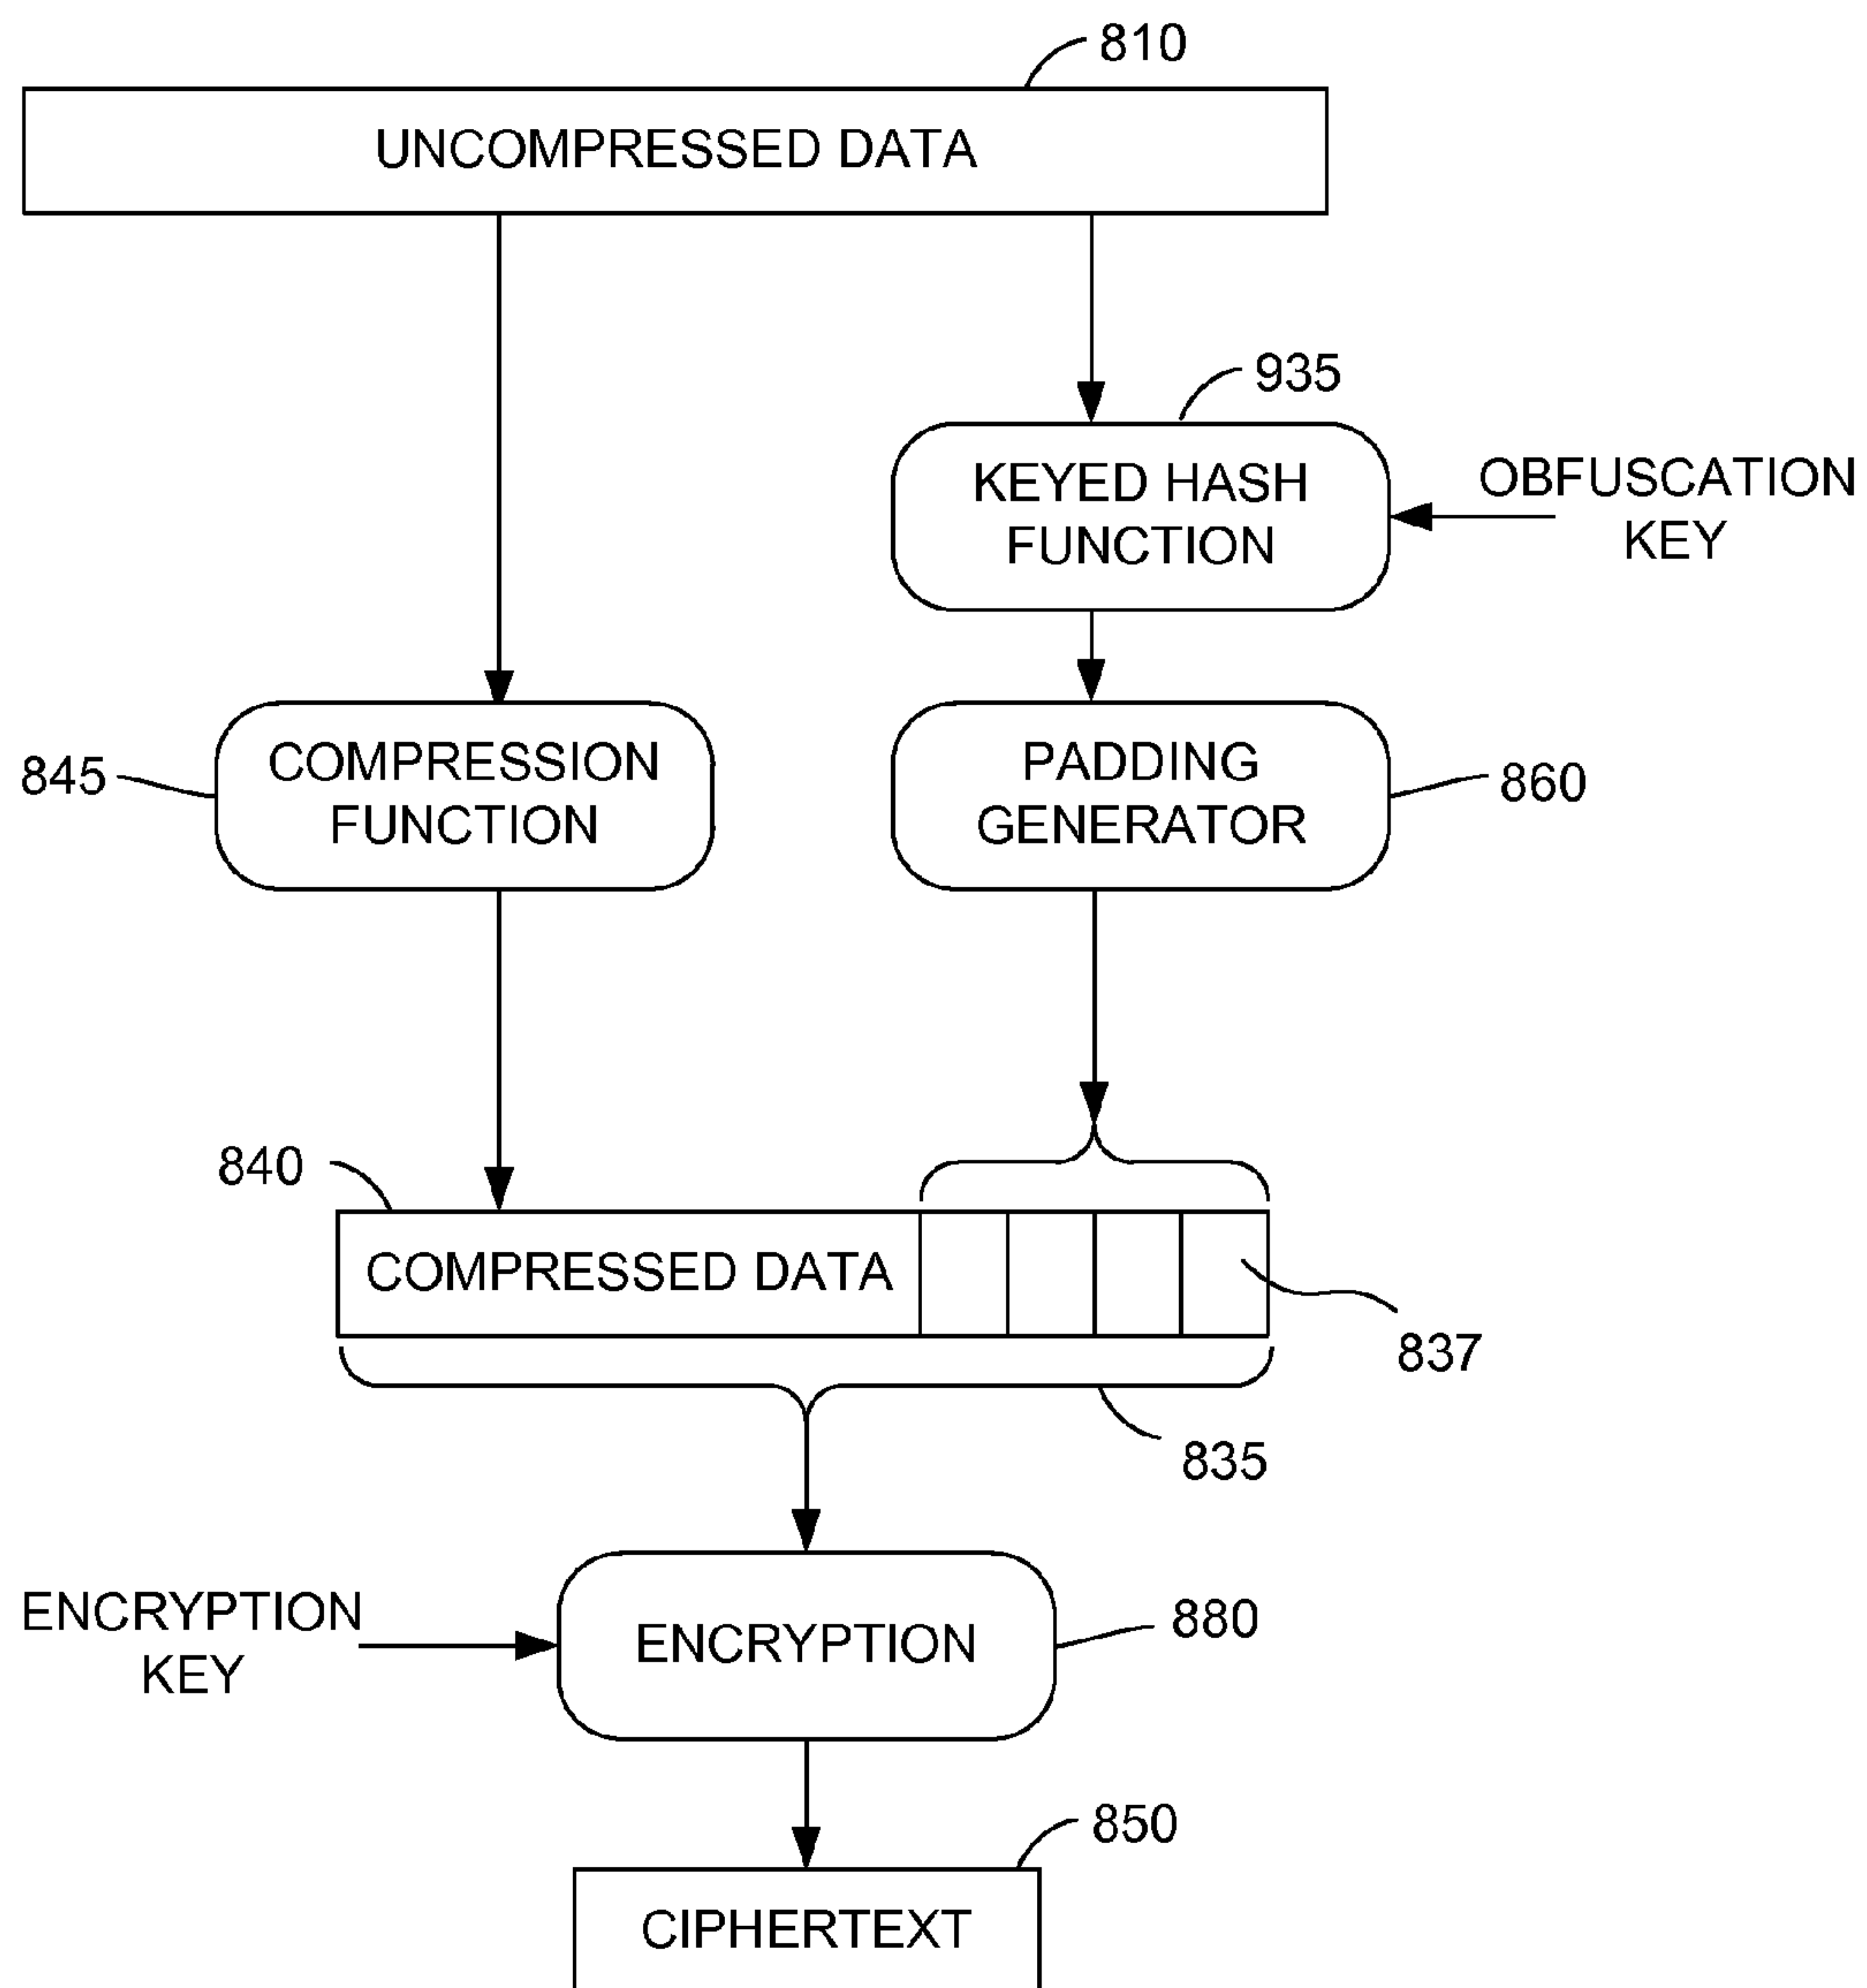 810
UNCOMPRESSED DATA
935
KEYED HASH
FUNCTION
OBFUSCATION
KEY
COMPRESSION
FUNCTION
845
PADDING
GENERATOR
860
840
COMPRESSED DATA
837
835
ENCRYPTION
KEY
ENCRYPTION
880
850
CIPHERTEXT